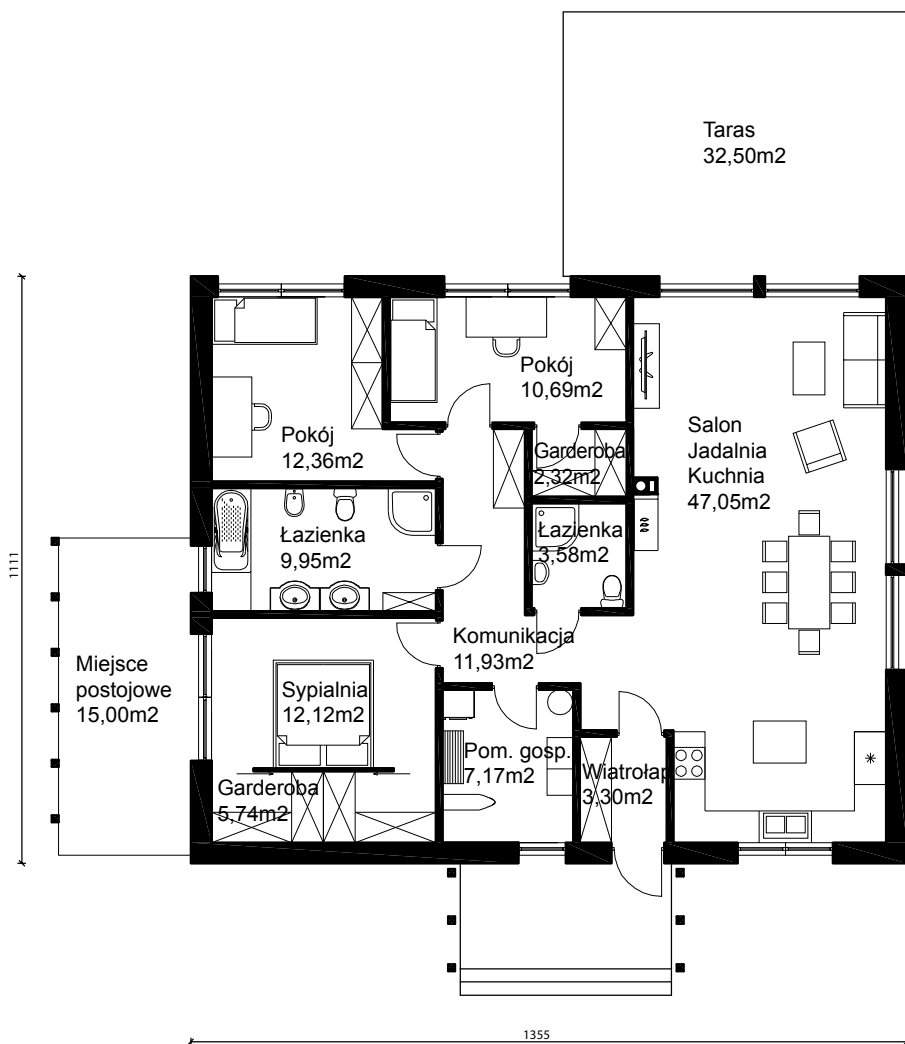 Taras
32,50m2
1111
Pokój
10,69m2
Pokój
12,36m2
Garderoba
2,32m2
Salon
Jadalnia
Kuchnia
47,05m2
Łazienka
9,95m2
Łazienka
3,58m2
Komunikacja
11,93m2
Miejsce
postojowe
15,00m2
Sypialnia
12,12m2
Garderoba
5,74m2
Pom. gosp.
7,17m2
Wiatrołap
3,30m2
1355